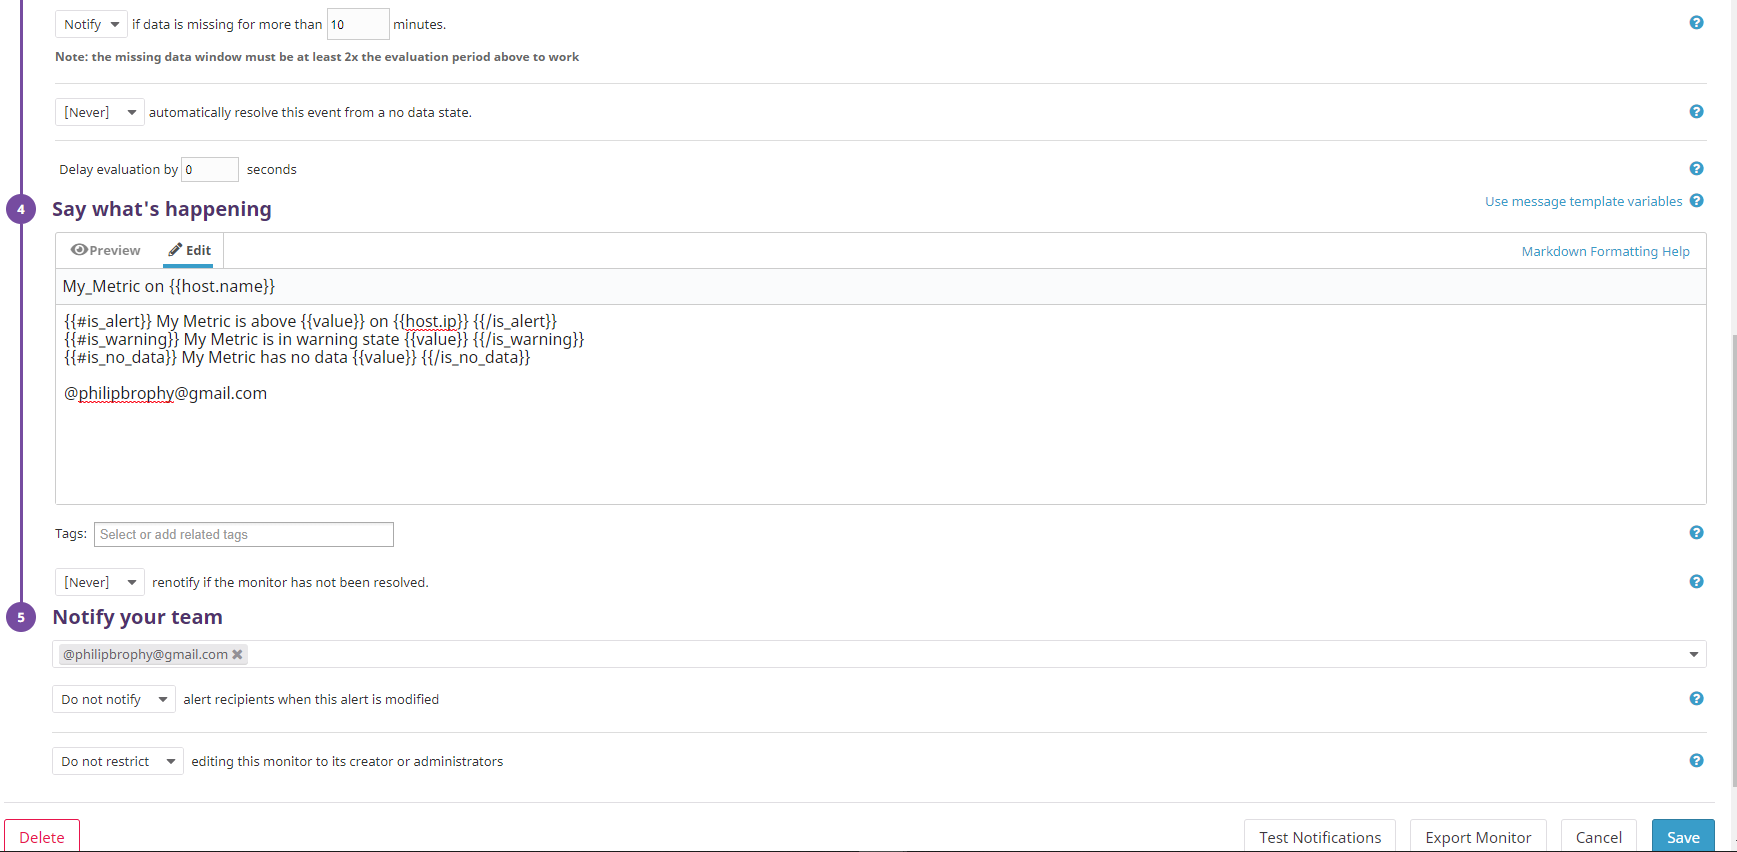 Notify if data is missing for more than 10 minutes.
Note: the missing data window must be at least 2x the evaluation period above to work
[Never] automatically resolve this event from a no data state.
Delay evaluation by 0 seconds
4 Say what's happening
Use message template variables
Preview Edit
Markdown Formatting Help
My_Metric on {{host.name}}
{{#is_alert}} My Metric is above {{value}} on {{host.ip}} {{/is_alert}}
{{#is_warning}} My Metric is in warning state {{value}} {{/is_warning}}
{{#is_no_data}} My Metric has no data {{value}} {{/is_no_data}}
@philipbrophy@gmail.com
Tags: Select or add related tags
[Never] renotify if the monitor has not been resolved.
5 Notify your team
@philipbrophy@gmail.com
Do not notify alert recipients when this alert is modified
Do not restrict editing this monitor to its creator or administrators
Delete Test Notifications Export Monitor Cancel Save